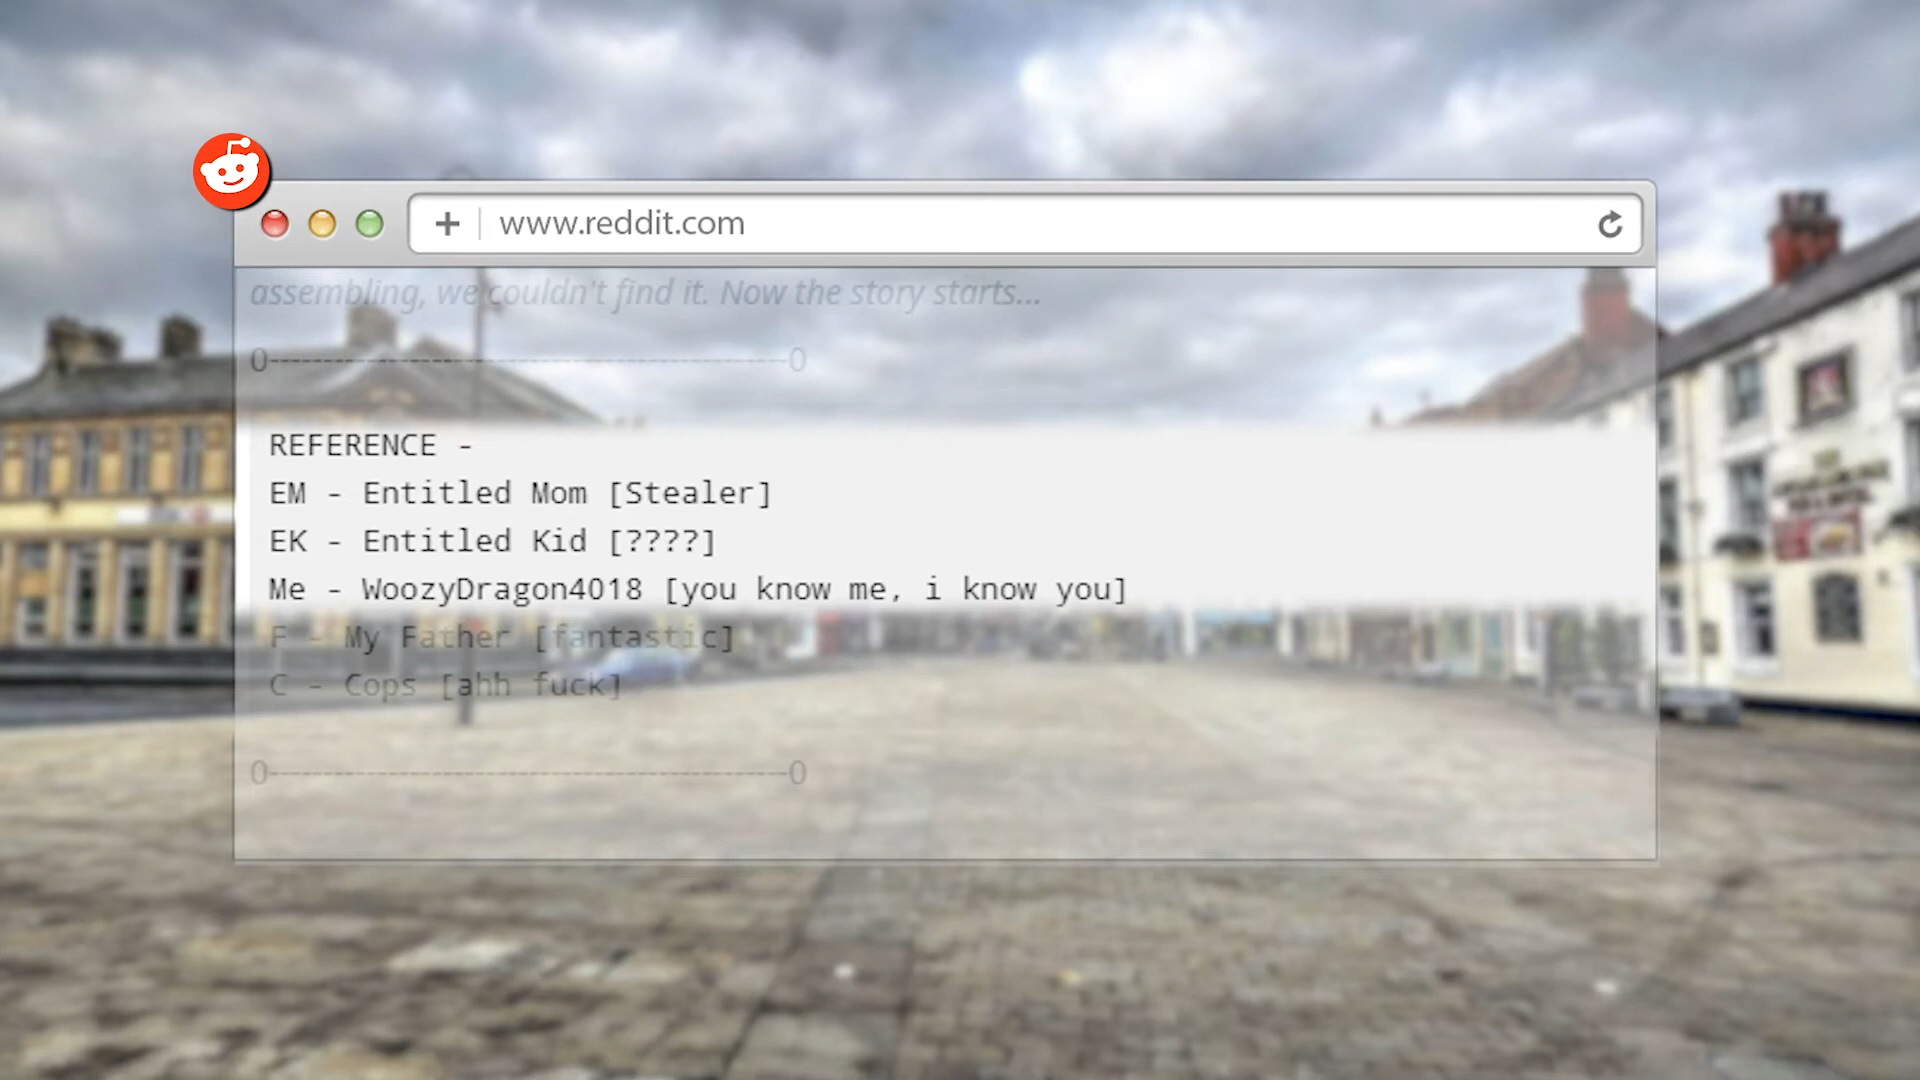 www.reddit.com
assembling, we couldn't find it. Now the story starts...
0--------------------------------------------------0
REFERENCE -
EM - Entitled Mom [Stealer]
EK - Entitled Kid [????]
Me - WoozyDragon4018 [you know me, i know you]
F - My Father [fantastic]
C - Cops [ahh fuck]
0--------------------------------------------------0